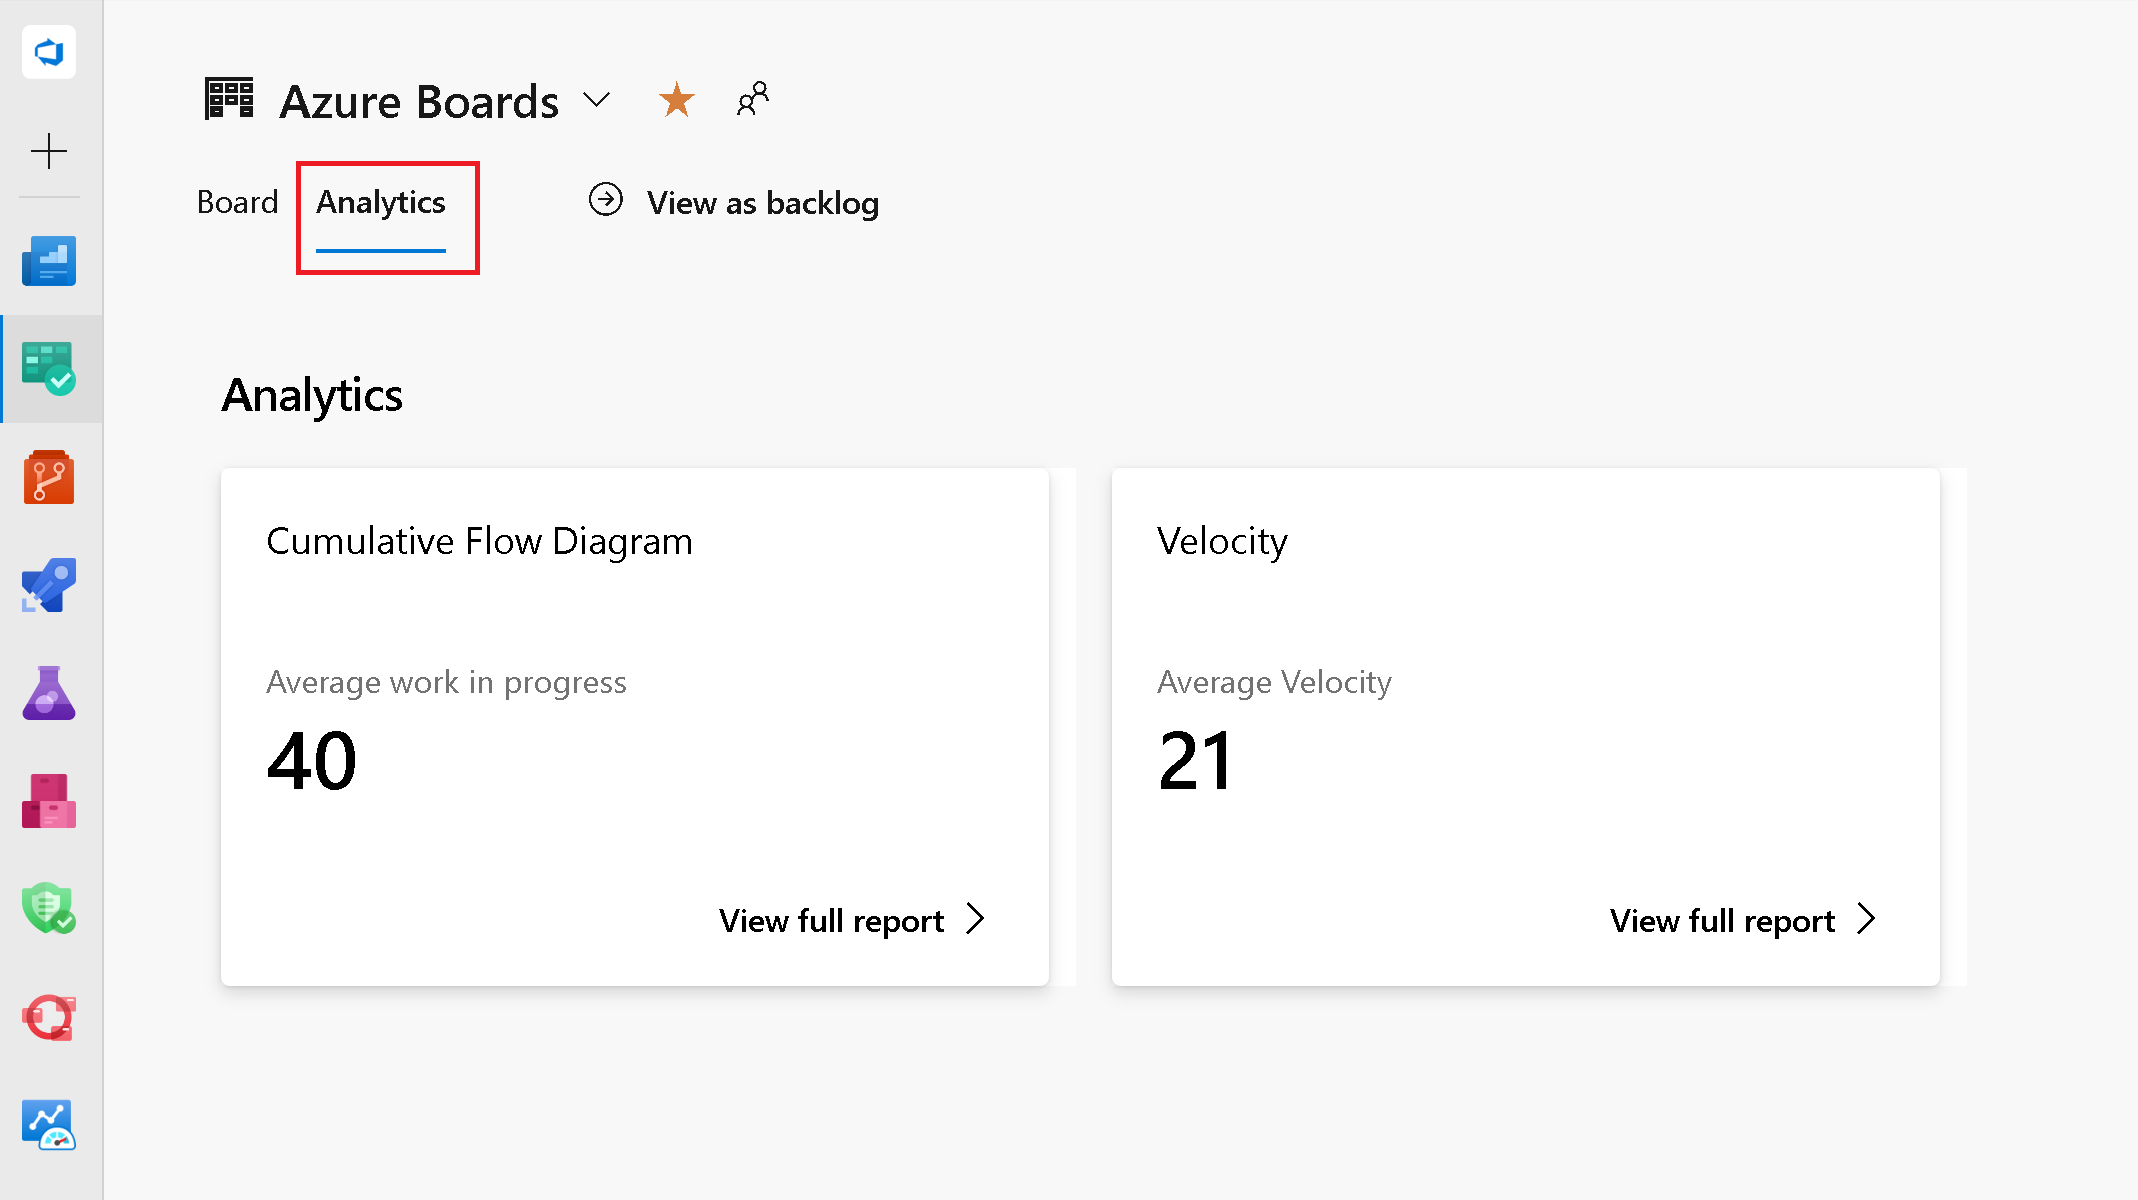 Azure Boards
Board Analytics View as backlog
Analytics
Cumulative Flow Diagram
Average work in progress
40
View full report
Velocity
Average Velocity
21
View full report